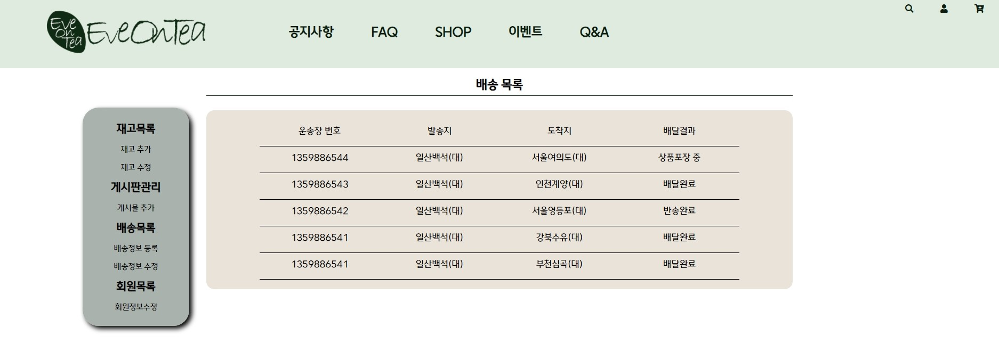 Eve
On
Tea
EveOnTea
공지사항 FAQ SHOP 이벤트 Q&A
배송 목록
재고목록
재고 추가
재고 수정
게시판관리
게시물 추가
배송목록
배송정보 등록
배송정보 수정
회원목록
회원정보수정
운송장 번호 발송지 도착지 배달결과
1359886544 일산백석(대) 서울여의도(대) 상품포장 중
1359886543 일산백석(대) 인천계양(대) 배달완료
1359886542 일산백석(대) 서울영등포(대) 반송완료
1359886541 일산백석(대) 강북수유(대) 배달완료
1359886541 일산백석(대) 부천심곡(대) 배달완료